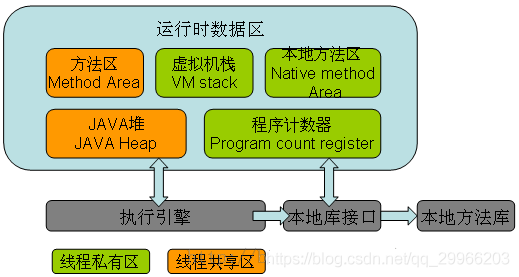 运行时数据区
方法区
Method Area
虚拟机栈
VM stack
本地方法区
Native method
Area
JAVA堆
JAVA Heap
程序计数器
Program count register
执行引擎
本地库接口
本地方法库
线程私有区
线程共享区
https://blog.csdn.net/qq_29966203